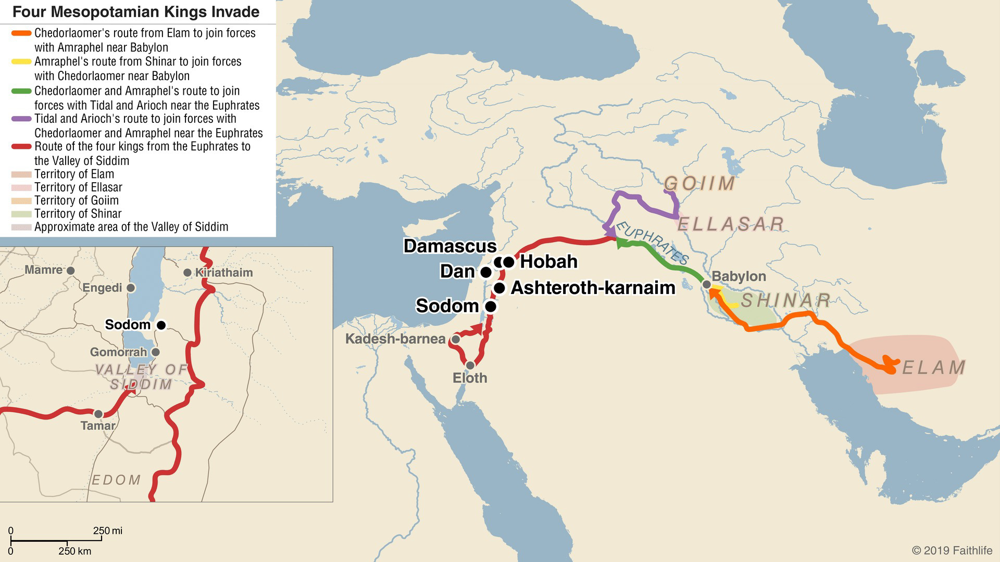 Four Mesopotamian Kings Invade
Chedorlaomer's route from Elam to join forces
with Amraphel near Babylon
Amraphel's route from Shinar to join forces
with Chedorlaomer near Babylon
Chedorlaomer and Amraphel's route to join
forces with Tidal and Arioch near the Euphrates
Tidal and Arioch's route to join forces with
Chedorlaomer and Amraphel near the Euphrates
Route of the four kings from the Euphrates to
the Valley of Siddim
Territory of Elam
Territory of Ellasar
Territory of Goiim
Territory of Shinar
Approximate area of the Valley of Siddim
GOIIM
ELLASAR
EUPHRATES
Damascus
Hobah
Dan
Babylon
Ashteroth-karnaim
SHINAR
Sodom
Kadesh-barnea
ELAM
Eloth
Mamre
Kiriathaim
Engedi
Sodom
Gomorrah
VALLEY OF
SIDDIM
Tamar
EDOM
0 250 mi
0 250 km
© 2019 Faithlife